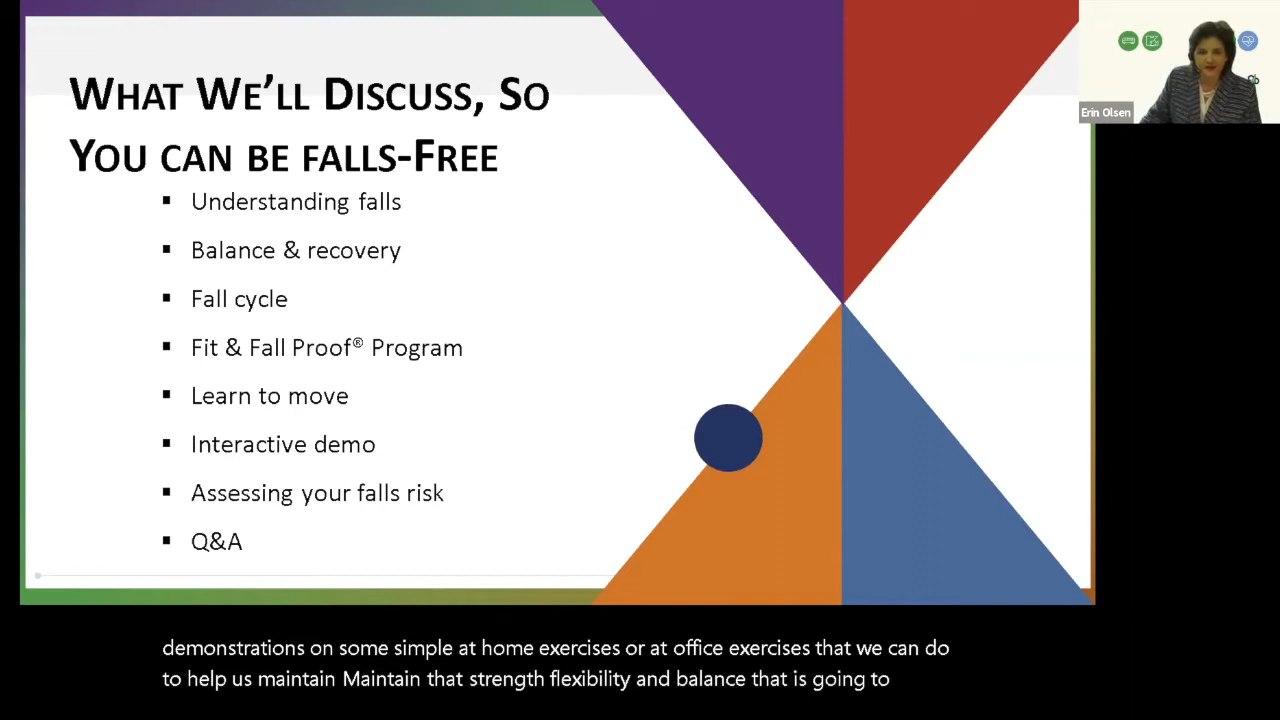 WHAT WE'LL DISCUSS, SO
YOU CAN BE FALLS-FREE
▪ Understanding falls
▪ Balance & recovery
▪ Fall cycle
▪ Fit & Fall Proof® Program
▪ Learn to move
▪ Interactive demo
▪ Assessing your falls risk
▪ Q&A
Erin Olsen
demonstrations on some simple at home exercises or at office exercises that we can do
to help us maintain Maintain that strength flexibility and balance that is going to